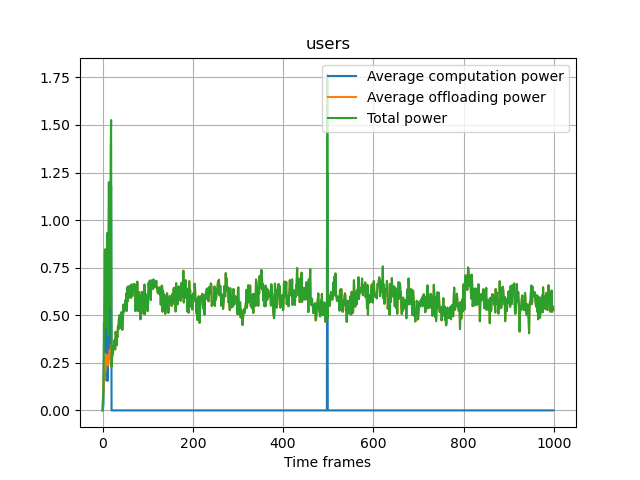 users
1.75
1.50
1.25
1.00
0.75
0.50
0.25
0.00
Average computation power
Average offloading power
Total power
0 200 400 600 800 1000
Time frames